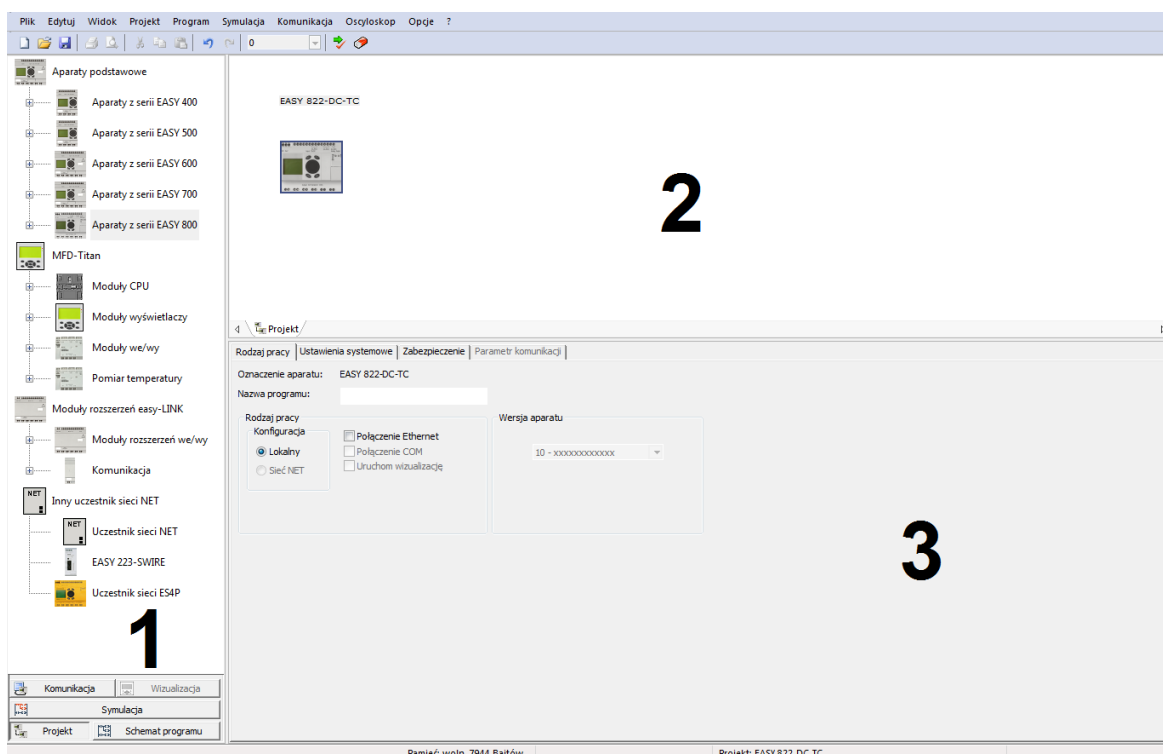 Plik Edytuj Widok Projekt Program Symulacja Komunikacja Oscyloskop Opcje ?
0
Aparaty podstawowe
Aparaty z serii EASY 400
Aparaty z serii EASY 500
Aparaty z serii EASY 600
Aparaty z serii EASY 700
Aparaty z serii EASY 800
MFD-Titan
Moduły CPU
Moduły wyświetlaczy
Moduły we/wy
Pomiar temperatury
Moduły rozszerzeń easy-LINK
Moduły rozszerzeń we/wy
Komunikacja
NET
Inny uczestnik sieci NET
NET
Uczestnik sieci NET
EASY 223-SWIRE
Uczestnik sieci ES4P
1
Komunikacja Wizualizacja
Symulacja
Projekt Schemat programu
EASY 822-DC-TC
2
Projekt
Rodzaj pracy Ustawienia systemowe Zabezpieczenie Parametr komunikacji
Oznaczenie aparatu: EASY 822-DC-TC
Nazwa programu:
Rodzaj pracy
Konfiguracja
Lokalny
Sieć NET
Połączenie Ethernet
Połączenie COM
Uruchom wizualizację
Wersja aparatu
10 - xxxxxxxxxxxx
3
Pamięć: woln. 7944 Bajtów Projekt: EASY 822-DC-TC